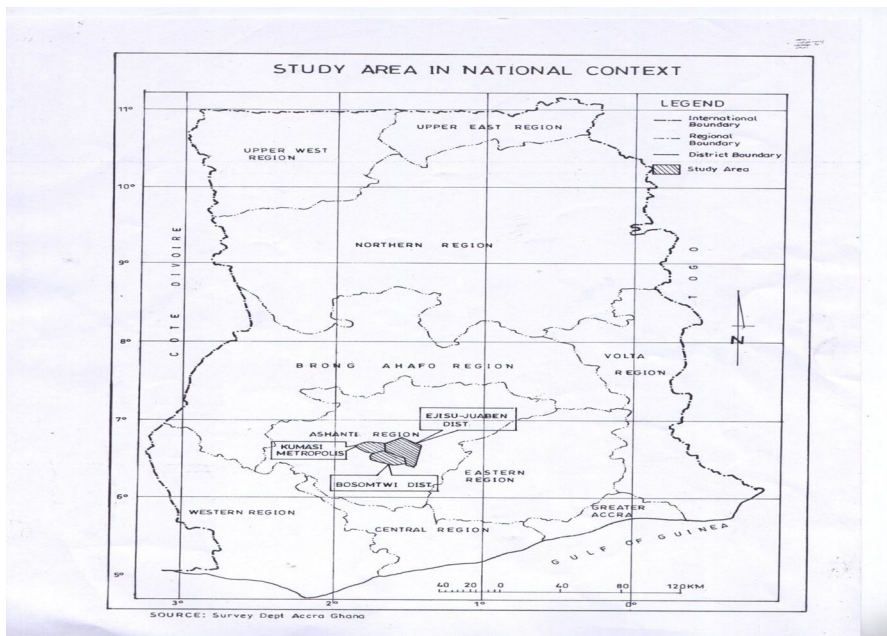 STUDY AREA IN NATIONAL CONTEXT
LEGEND
International
Boundary
Regional
Boundary
District Boundary
Study Area
11°
10°
9°
8°
7°
6°
5°
UPPER EAST REGION
UPPER WEST
REGION
NORTHERN REGION
COTE DIVOIRE
TOGO
N
BRONG AHAFO REGION
VOLTA
REGION
EJISU-JUABEN
DIST.
ASHANTI REGION
KUMASI
METROPOLIS
BOSOMTWI DIST.
EASTERN
REGION
WESTERN REGION
CENTRAL REGION
GREATER
ACCRA
GULF OF GUINEA
40 20 0 40 80 120KM
3° 2° 1° 0°
SOURCE: Survey Dept Accra Ghana